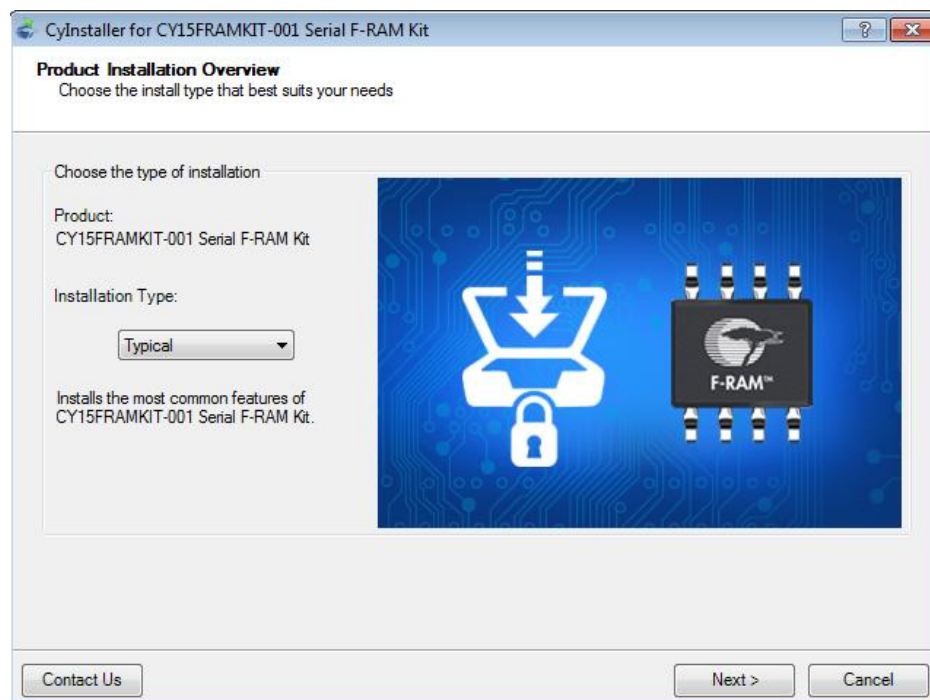 CyInstaller for CY15FRAMKIT-001 Serial F-RAM Kit
Product Installation Overview
Choose the install type that best suits your needs
Choose the type of installation
Product:
CY15FRAMKIT-001 Serial F-RAM Kit
Installation Type:
Typical
Installs the most common features of
CY15FRAMKIT-001 Serial F-RAM Kit.
F-RAM™
Contact Us
Next >
Cancel